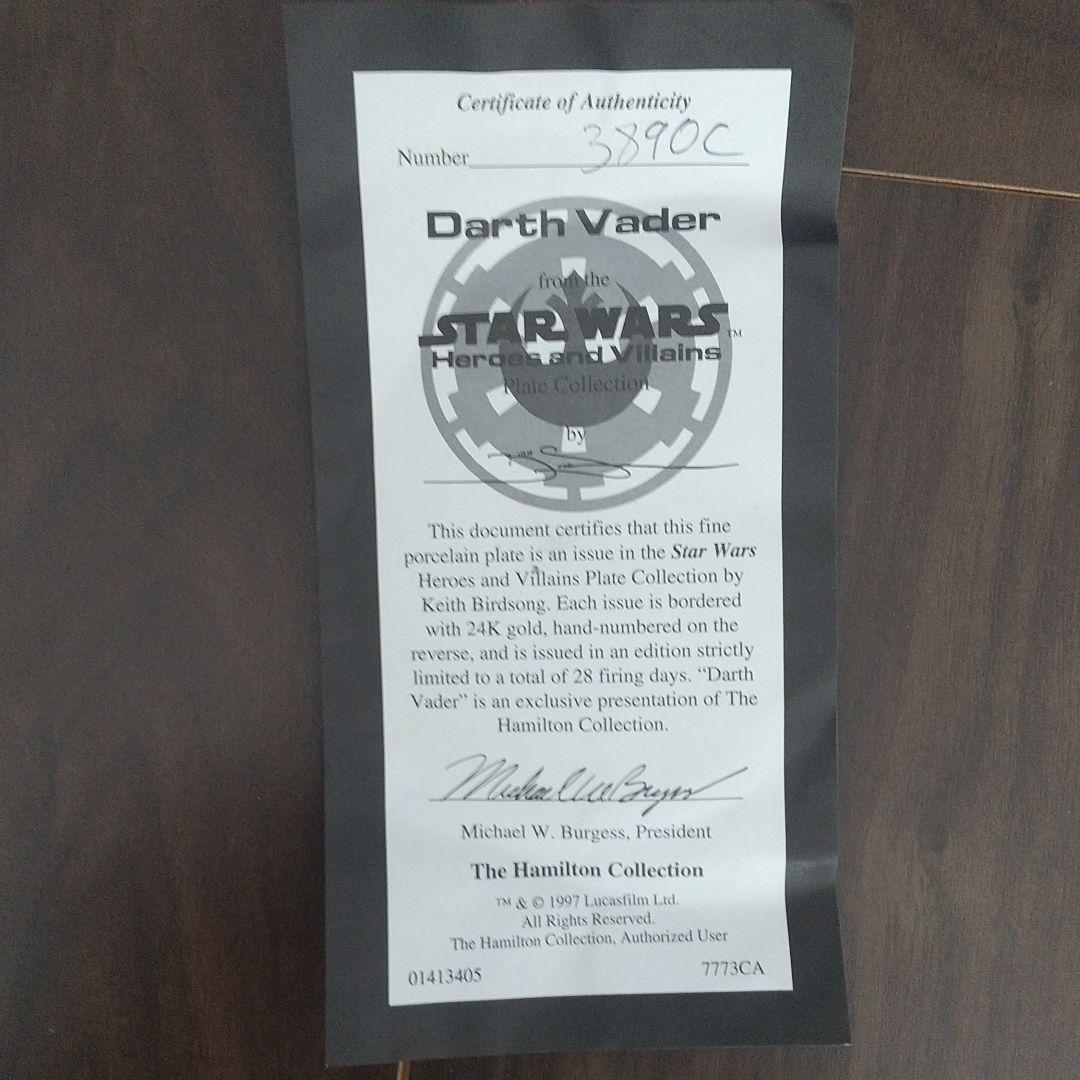 Certificate of Authenticity
Number 3890C
Darth Vader
from the
STAR WARS™
Heroes and Villains
Plate Collection
by
This document certifies that this fine
porcelain plate is an issue in the Star Wars
Heroes and Villains Plate Collection by
Keith Birdsong. Each issue is bordered
with 24K gold, hand-numbered on the
reverse, and is issued in an edition strictly
limited to a total of 28 firing days. “Darth
Vader” is an exclusive presentation of The
Hamilton Collection.
Michael W. Burgess, President
The Hamilton Collection
™ & © 1997 Lucasfilm Ltd.
All Rights Reserved.
The Hamilton Collection, Authorized User
01413405 7773CA